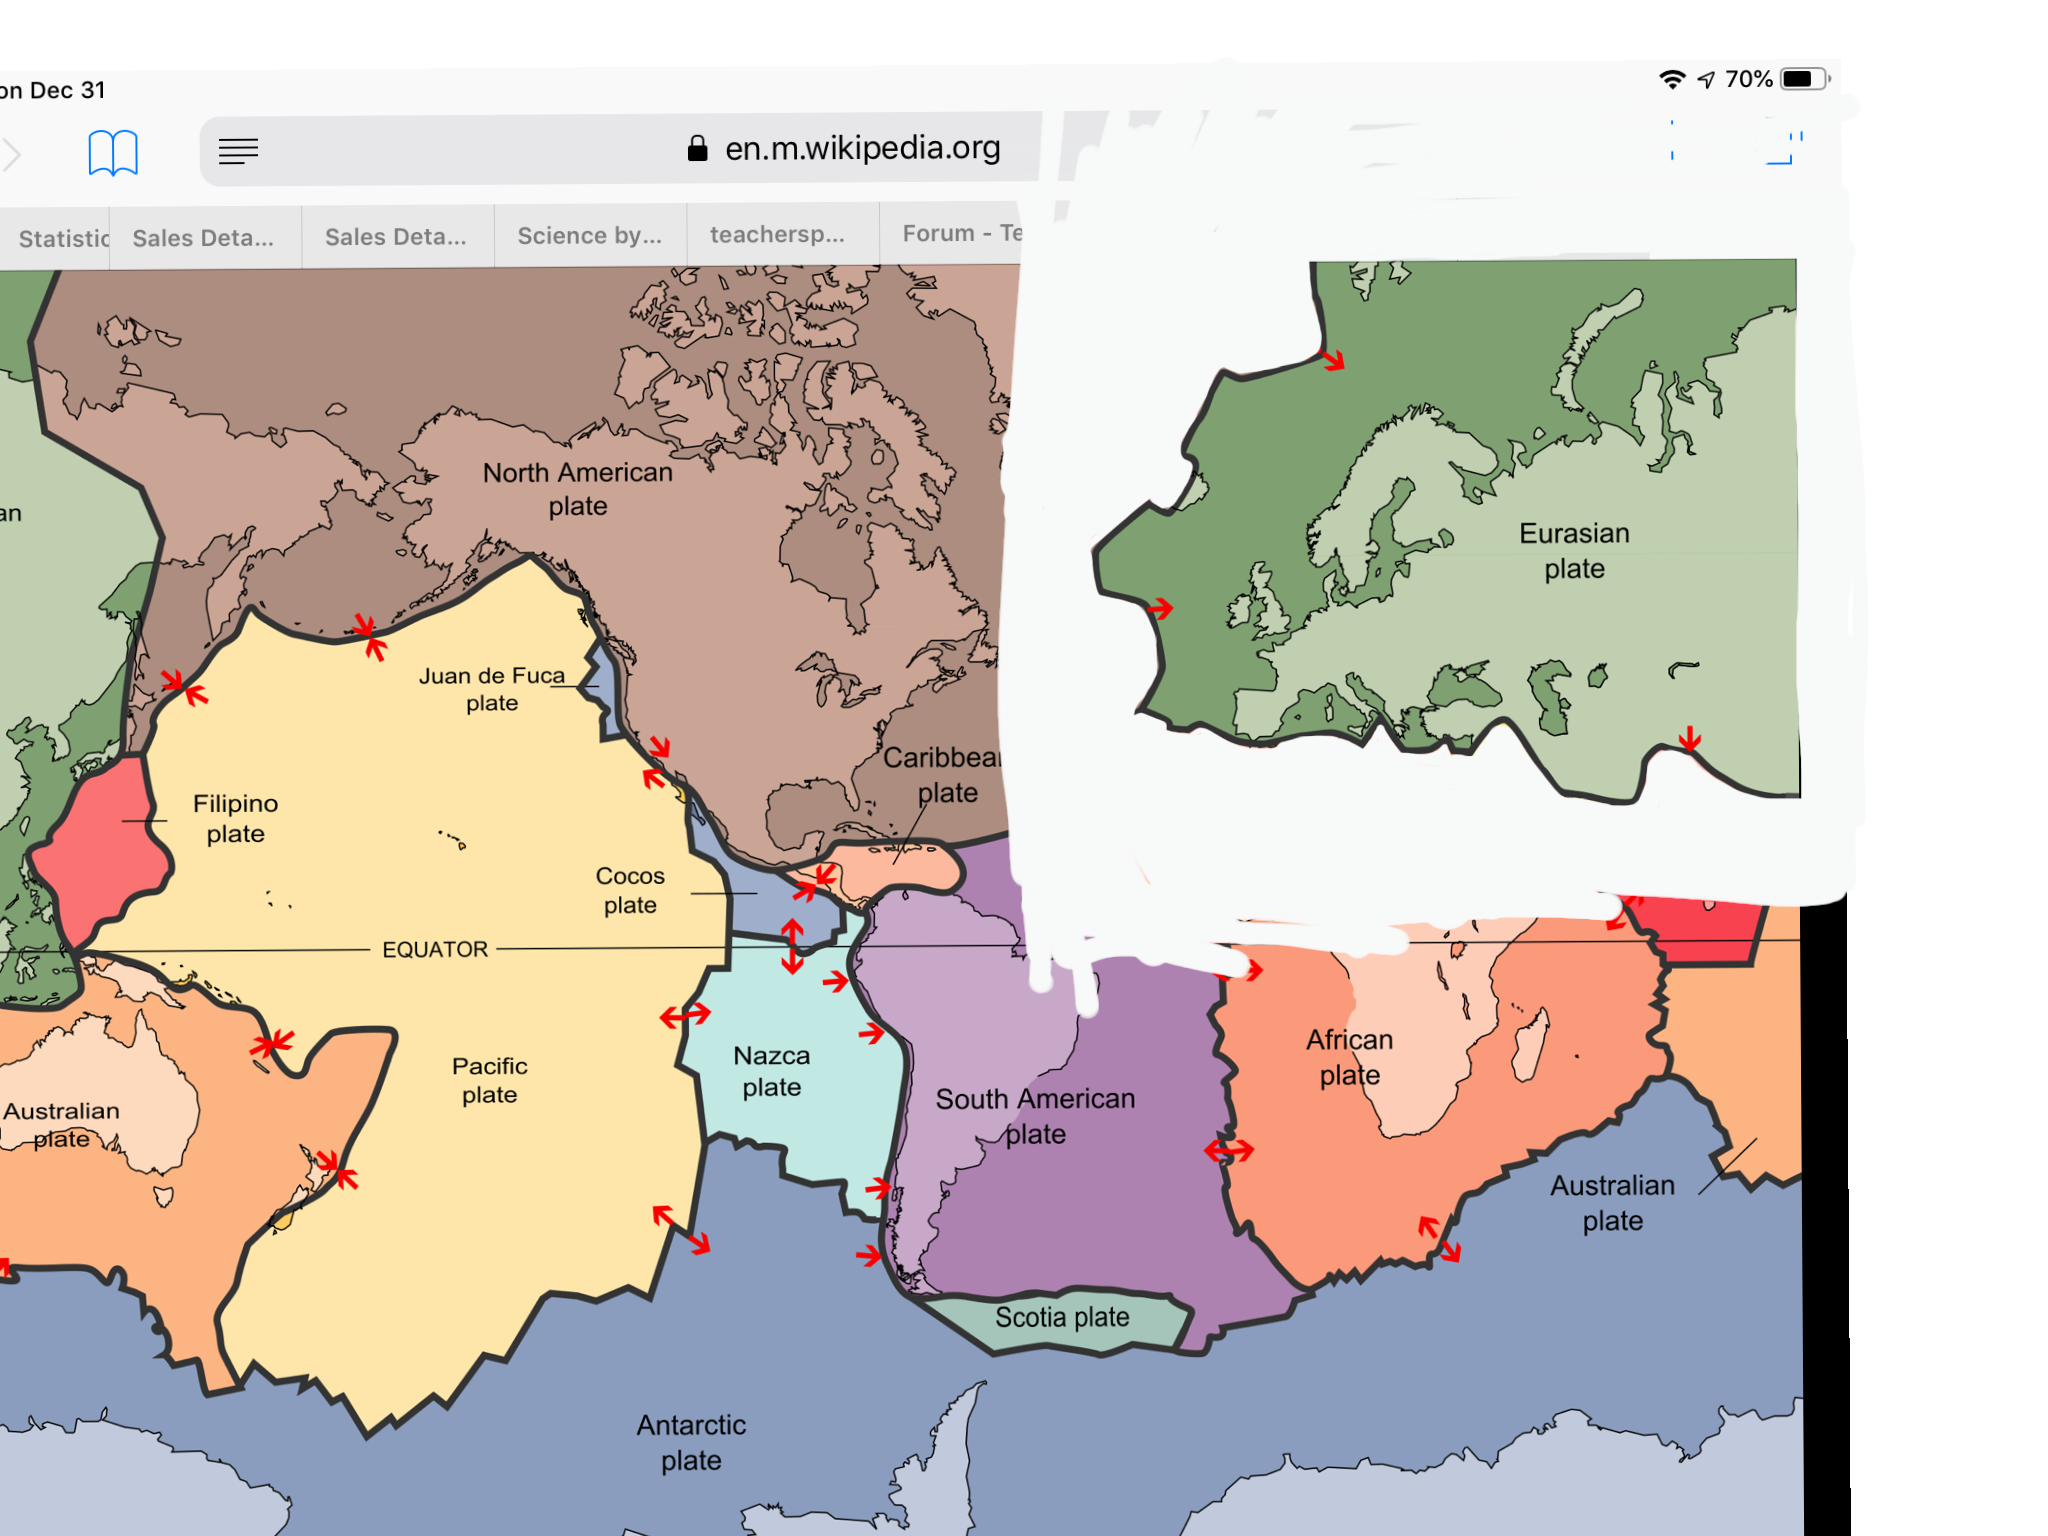 on Dec 31
70%
en.m.wikipedia.org
Statistic
Sales Deta...
Sales Deta...
Science by...
teachersp...
Forum - Te
an
North American
plate
Eurasian
plate
Juan de Fuca
plate
Filipino
plate
Caribbea
plate
Cocos
plate
EQUATOR
Pacific
plate
Nazca
plate
African
plate
Australian
plate
South American
plate
Australian
plate
Scotia plate
Antarctic
plate